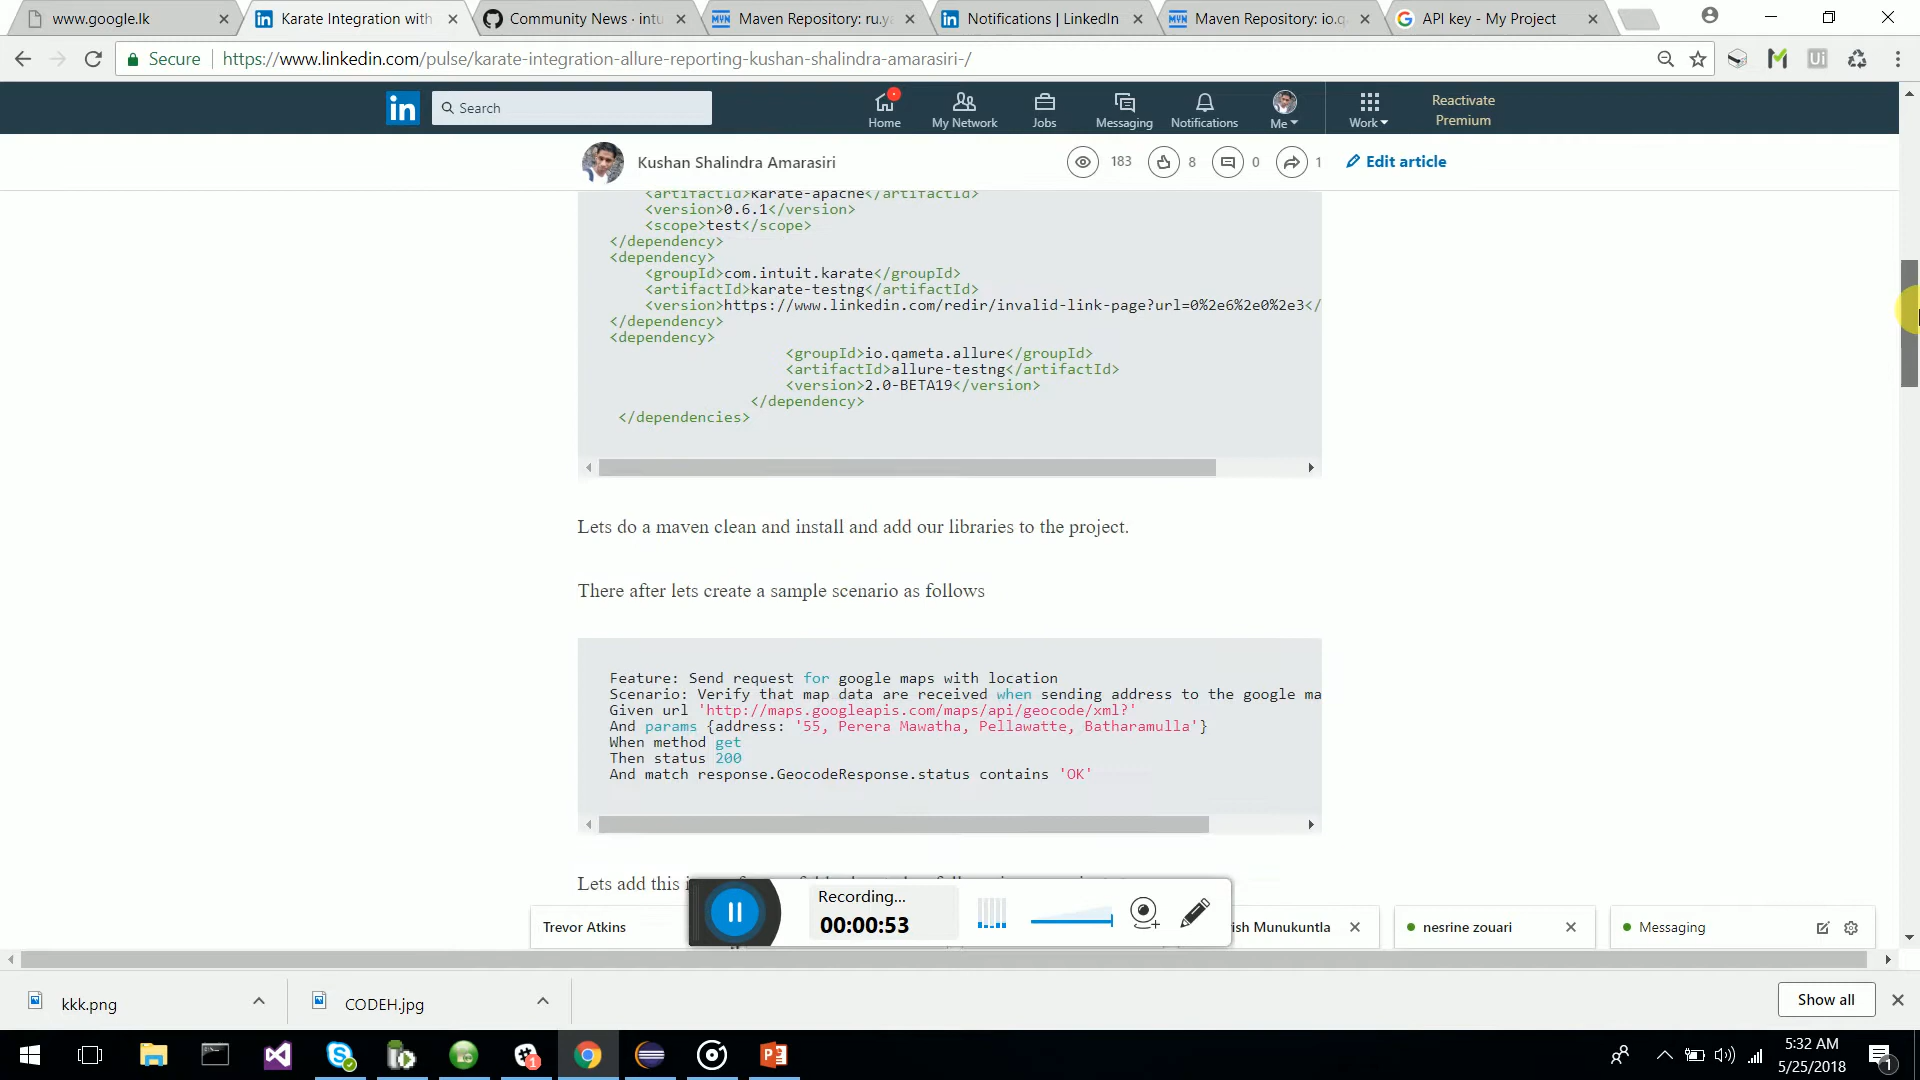 www.google.lk
Karate Integration with
Community News · intu
Maven Repository: ru.ya
Notifications | LinkedIn
Maven Repository: io.q
API key - My Project
Secure
https://www.linkedin.com/pulse/karate-integration-allure-reporting-kushan-shalindra-amarasiri-/
in
Search
Home
My Network
Jobs
Messaging
Notifications
Me
Work
Reactivate
Premium
Kushan Shalindra Amarasiri
183
8
0
1
Edit article
<artifactId>karate-apache</artifactId>
<version>0.6.1</version>
<scope>test</scope>
</dependency>
<dependency>
<groupId>com.intuit.karate</groupId>
<artifactId>karate-testng</artifactId>
<version>https://www.linkedin.com/redir/invalid-link-page?url=0%2e6%2e0%2e3</
</dependency>
<dependency>
<groupId>io.qameta.allure</groupId>
<artifactId>allure-testng</artifactId>
<version>2.0-BETA19</version>
</dependency>
</dependencies>
Lets do a maven clean and install and add our libraries to the project.
There after lets create a sample scenario as follows
Feature: Send request for google maps with location
Scenario: Verify that map data are received when sending address to the google ma
Given url 'http://maps.googleapis.com/maps/api/geocode/xml?'
And params {address: '55, Perera Mawatha, Pellawatte, Batharamulla'}
When method get
Then status 200
And match response.GeocodeResponse.status contains 'OK'
Lets add this
Recording...
00:00:53
Trevor Atkins
ish Munukuntla
nesrine zouari
Messaging
kkk.png
CODEH.jpg
Show all
5:32 AM
5/25/2018
1
1